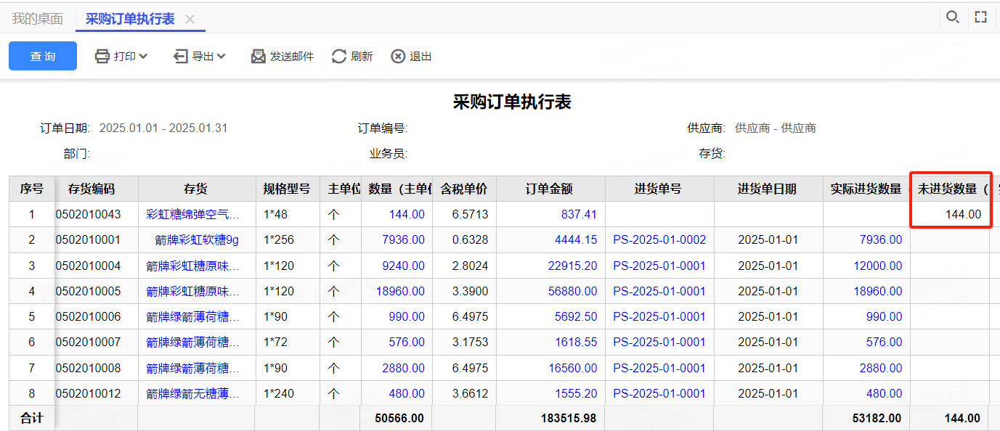 我的桌面 采购订单执行表
查询 打印 导出 发送邮件 刷新 退出
采购订单执行表
订单日期: 2025.01.01 - 2025.01.31 订单编号: 供应商: 供应商 - 供应商
部门: 业务员: 存货:
序号 存货编码 存货 规格型号 主单位 数量（主单位 含税单价 订单金额 进货单号 进货单日期 实际进货数量（ 未进货数量（
1 0502010043 彩虹糖绵弹空气... 1*48 个 144.00 6.5713 837.41 144.00
2 0502010001 箭牌彩虹软糖9g 1*256 个 7936.00 0.6328 4444.15 PS-2025-01-0002 2025-01-01 7936.00
3 0502010004 箭牌彩虹糖原味... 1*120 个 9240.00 2.8024 22915.20 PS-2025-01-0001 2025-01-01 12000.00
4 0502010005 箭牌彩虹糖原味... 1*120 个 18960.00 3.3900 56880.00 PS-2025-01-0001 2025-01-01 18960.00
5 0502010006 箭牌绿箭薄荷糖... 1*90 个 990.00 6.4975 5692.50 PS-2025-01-0001 2025-01-01 990.00
6 0502010007 箭牌绿箭薄荷糖... 1*72 个 576.00 3.1753 1618.55 PS-2025-01-0001 2025-01-01 576.00
7 0502010008 箭牌绿箭薄荷糖... 1*90 个 2880.00 6.4975 16560.00 PS-2025-01-0001 2025-01-01 2880.00
8 0502010012 箭牌绿箭无糖薄... 1*240 个 480.00 3.6612 1555.20 PS-2025-01-0001 2025-01-01 480.00
合计 50566.00 183515.98 53182.00 144.00